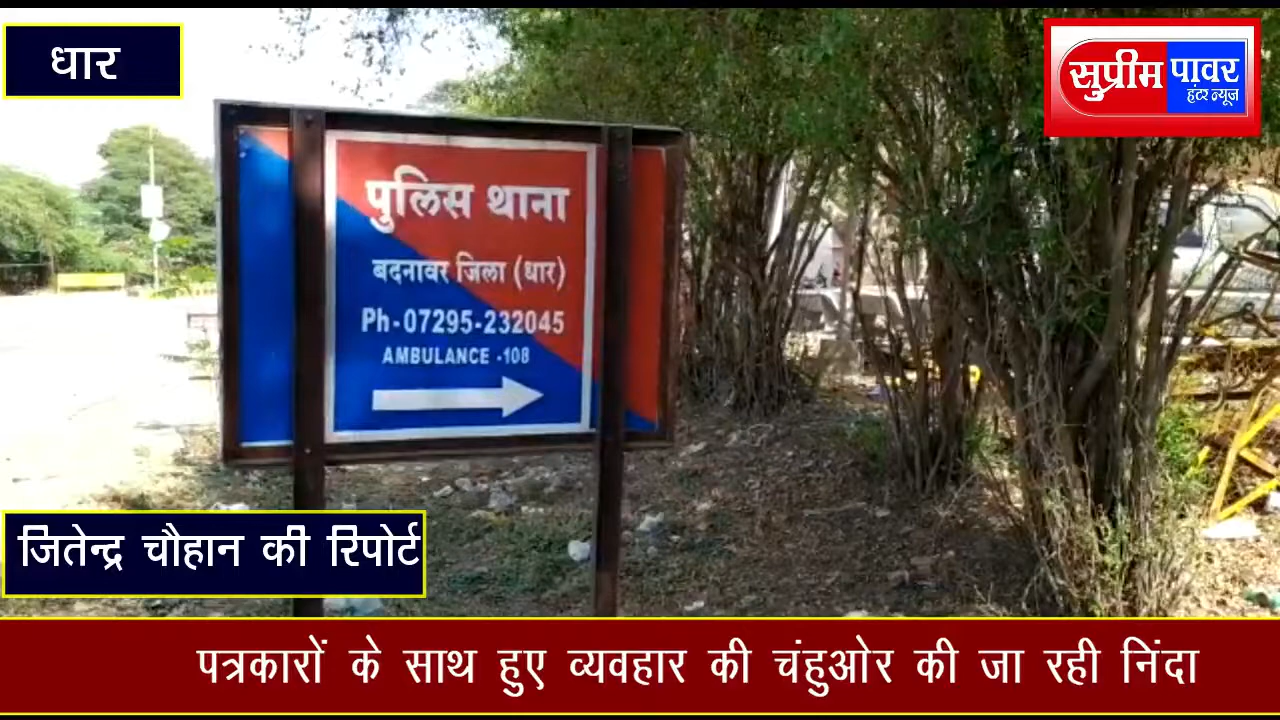 धार
सुप्रीम पॉवर
हंटर न्यूज
पुलिस थाना
बदनावर जिला (धार)
Ph-07295-232045
AMBULANCE -108
जितेन्द्र चौहान की रिपोर्ट
पत्रकारों के साथ हुए व्यवहार की चंहुओर की जा रही निंदा